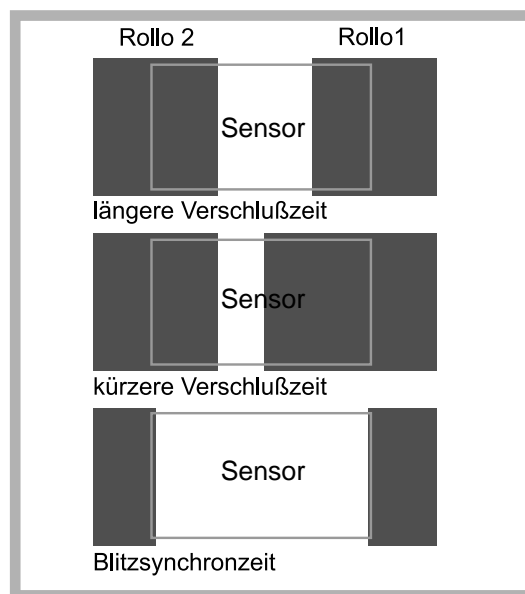 Rollo 2 Rollo1
Sensor
längere Verschlußzeit
Sensor
kürzere Verschlußzeit
Sensor
Blitzsynchronzeit